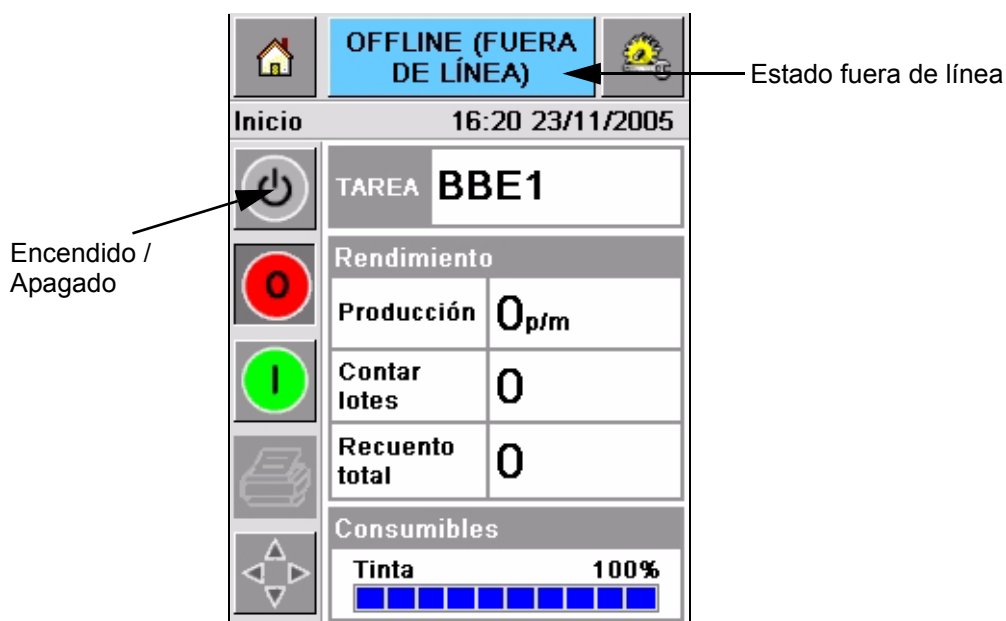 OFFLINE (FUERA
DE LÍNEA)
Estado fuera de línea
Inicio 16:20 23/11/2005
TAREA BBE1
Encendido /
Apagado
Rendimiento
O
Producción 0p/m
I
Contar
lotes 0
Recuento
total 0
Consumibles
Tinta 100%